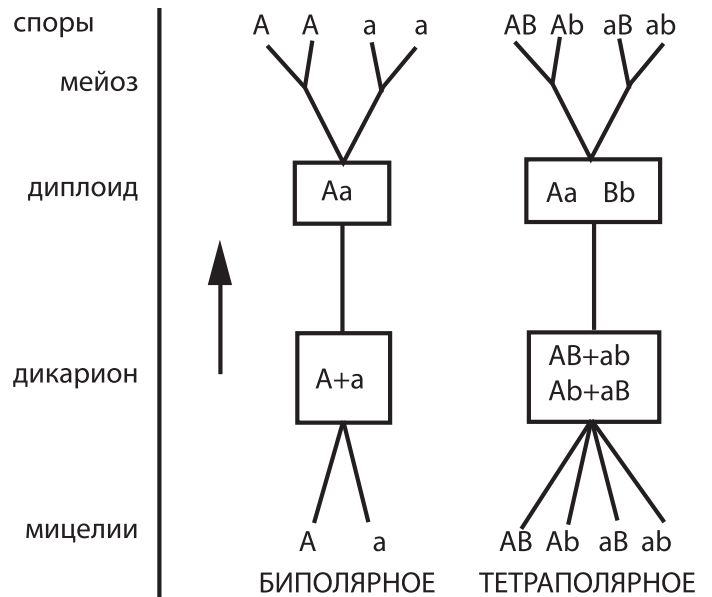 споры A A a a AB Ab aB ab
мейоз
диплоид Aa Aa Bb
дикарион A+a AB+ab
Ab+aB
мицелии A a AB Ab aB ab
БИПОЛЯРНОЕ ТЕТРАПОЛЯРНОЕ